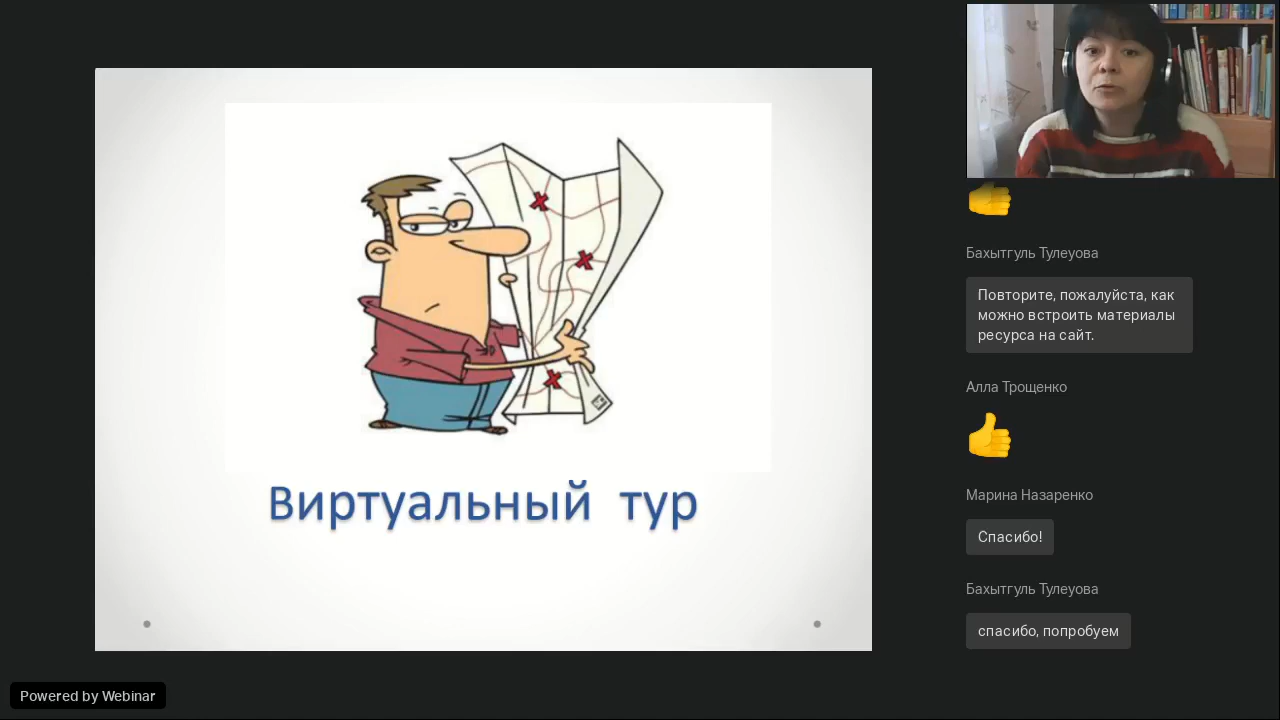 Виртуальный тур
Бахытгуль Тулеуова
Повторите, пожалуйста, как
можно встроить материалы
ресурса на сайт.
Алла Трощенко
Марина Назаренко
Спасибо!
Бахытгуль Тулеуова
спасибо, попробуем
Powered by Webinar